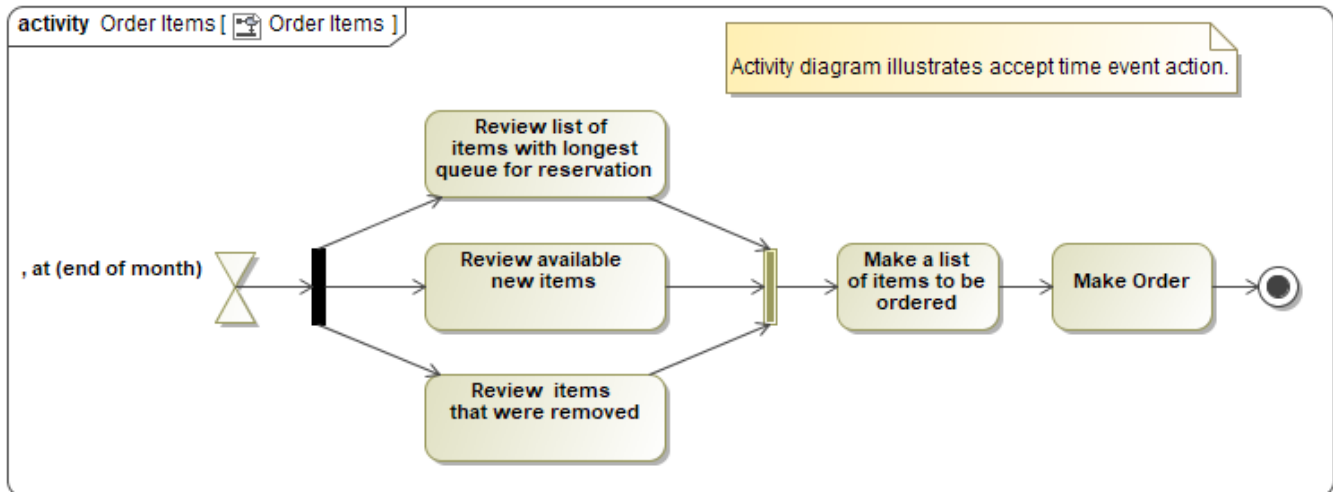 activity Order Items [ Order Items ]
Activity diagram illustrates accept time event action.
Review list of
items with longest
queue for reservation
, at (end of month)
Review available
new items
Make a list
of items to be
ordered
Make Order
Review items
that were removed